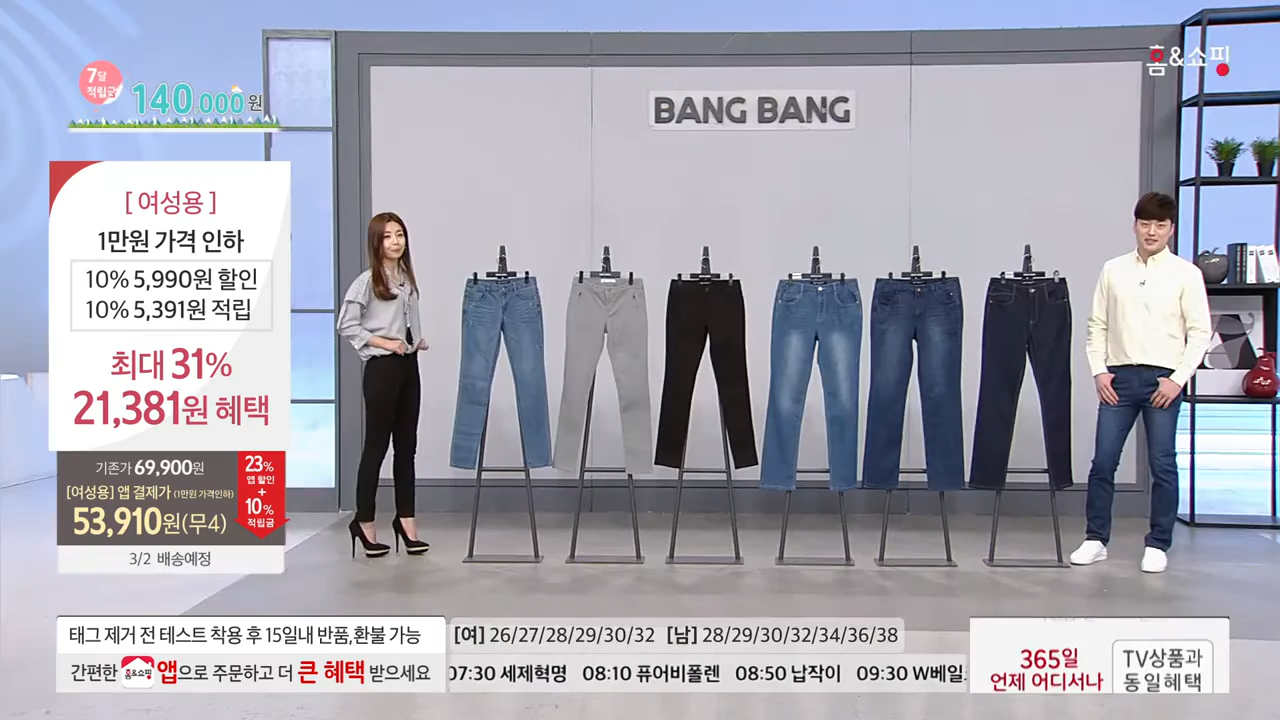 7달
적립금
140,000원
홈&쇼핑
BANG BANG
[ 여성용 ]
1만원 가격 인하
10% 5,990원 할인
10% 5,391원 적립
최대 31%
21,381원 혜택
기존가 69,900원
[여성용] 앱 결제가 (1만원 가격인하)
53,910원(무4)
23%
앱 할인
+
10%
적립금
3/2 배송예정
태그 제거 전 테스트 착용 후 15일내 반품,환불 가능
[여] 26/27/28/29/30/32 [남] 28/29/30/32/34/36/38
간편한 홈&쇼핑 앱으로 주문하고 더 큰 혜택 받으세요
07:30 세제혁명 08:10 퓨어비폴렌 08:50 납작이 09:30 W베일
365일
언제 어디서나
TV상품과
동일혜택